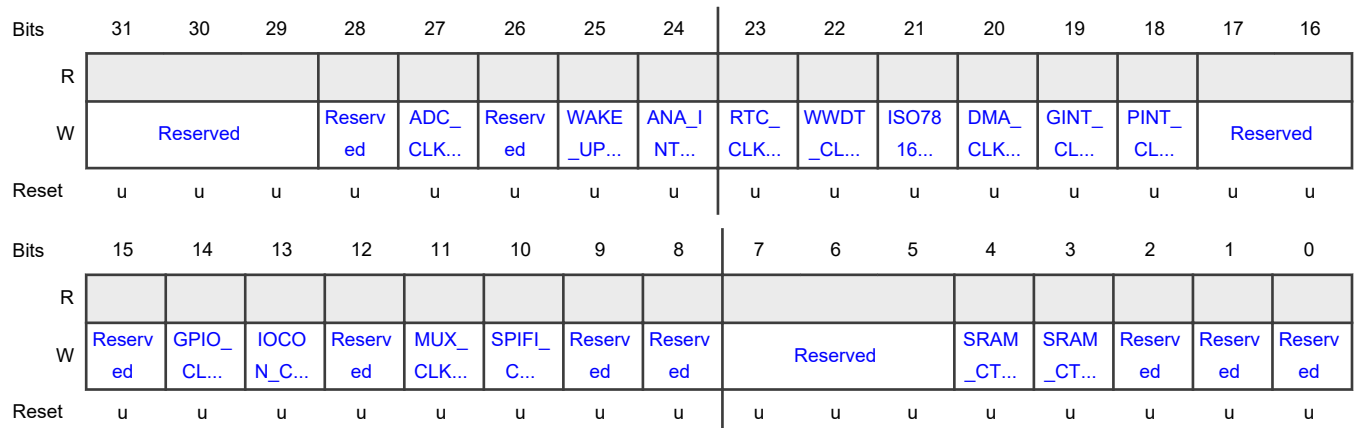 Bits 31 30 29 28 27 26 25 24 23 22 21 20 19 18 17 16
R
W Reserved Reserv ed ADC_ CLK... Reserv ed WAKE _UP... ANA_I NT... RTC_ CLK... WWDT _CL... ISO78 16... DMA_ CLK... GINT_ CL... PINT_ CL... Reserved
Reset u u u u u u u u u u u u u u u u
Bits 15 14 13 12 11 10 9 8 7 6 5 4 3 2 1 0
R
W Reserv ed GPIO_ CL... IOCO N_C... Reserv ed MUX_ CLK... SPIFI_ C... Reserv ed Reserv ed Reserved SRAM _CT... SRAM _CT... Reserv ed Reserv ed Reserv ed
Reset u u u u u u u u u u u u u u u u